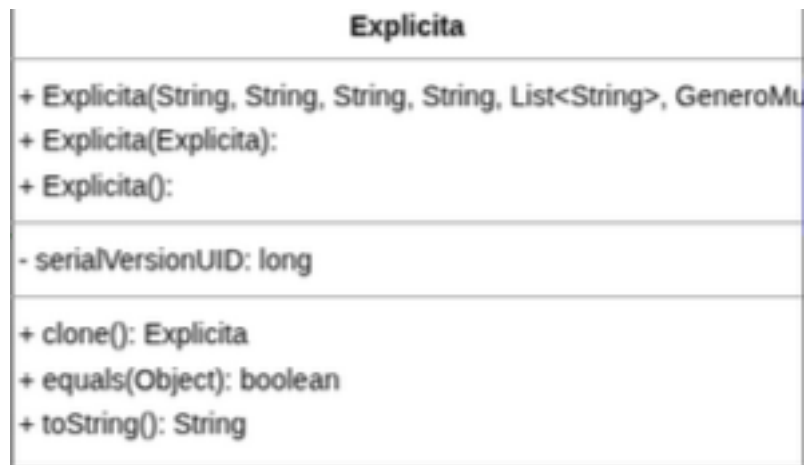 Explicita
+ Explicita(String, String, String, String, List<String>, GeneroMu
+ Explicita(Explicita):
+ Explicita():
- serialVersionUID: long
+ clone(): Explicita
+ equals(Object): boolean
+ toString(): String